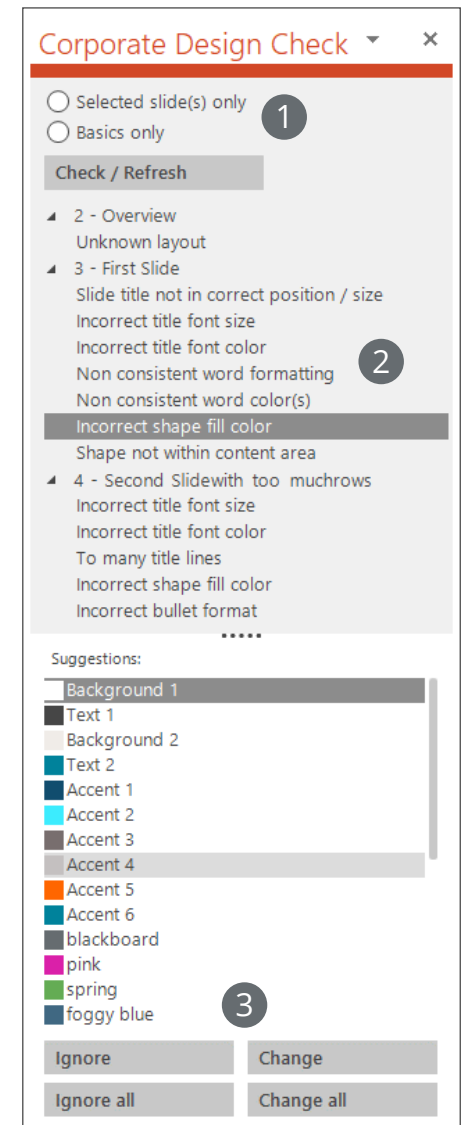 Corporate Design Check
Selected slide(s) only
1
Basics only
Check / Refresh
2 - Overview
Unknown layout
3 - First Slide
Slide title not in correct position / size
Incorrect title font size
Incorrect title font color
Non consistent word formatting
2
Non consistent word color(s)
Incorrect shape fill color
Shape not within content area
4 - Second Slidewith too muchrows
Incorrect title font size
Incorrect title font color
To many title lines
Incorrect shape fill color
Incorrect bullet format
Suggestions:
Background 1
Text 1
Background 2
Text 2
Accent 1
Accent 2
Accent 3
Accent 4
Accent 5
Accent 6
blackboard
pink
spring
foggy blue
3
Ignore Change
Ignore all Change all